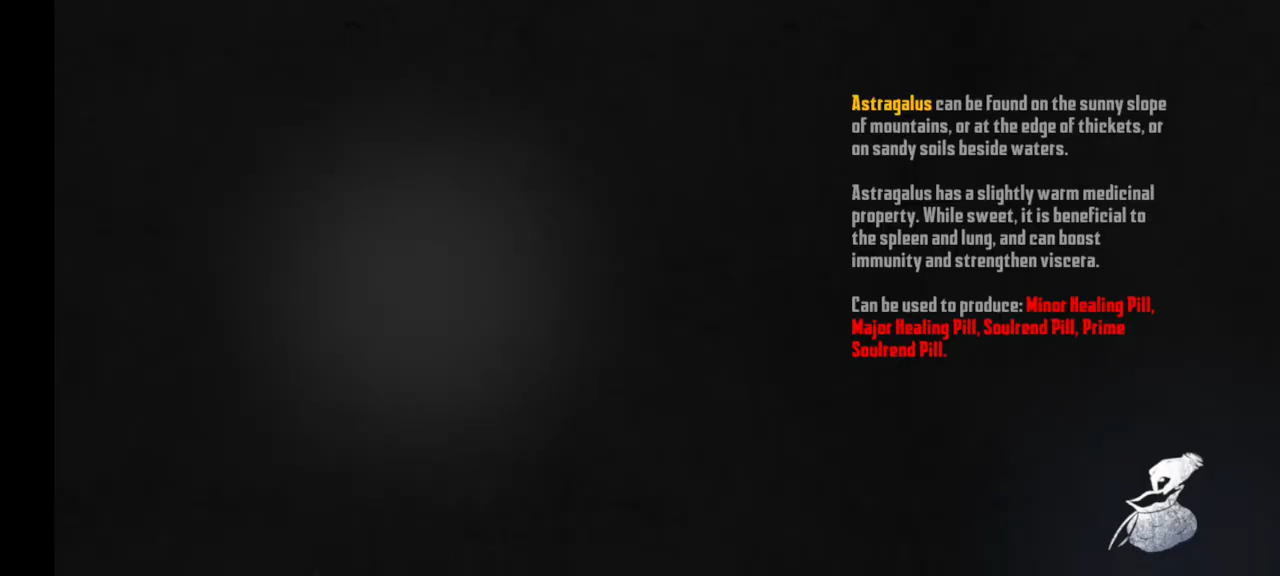 Astragalus can be found on the sunny slope
of mountains, or at the edge of thickets, or
on sandy soils beside waters.
Astragalus has a slightly warm medicinal
property. While sweet, it is beneficial to
the spleen and lung, and can boost
immunity and strengthen viscera.
Can be used to produce: Minor Healing Pill,
Major Healing Pill, Soulrend Pill, Prime
Soulrend Pill.